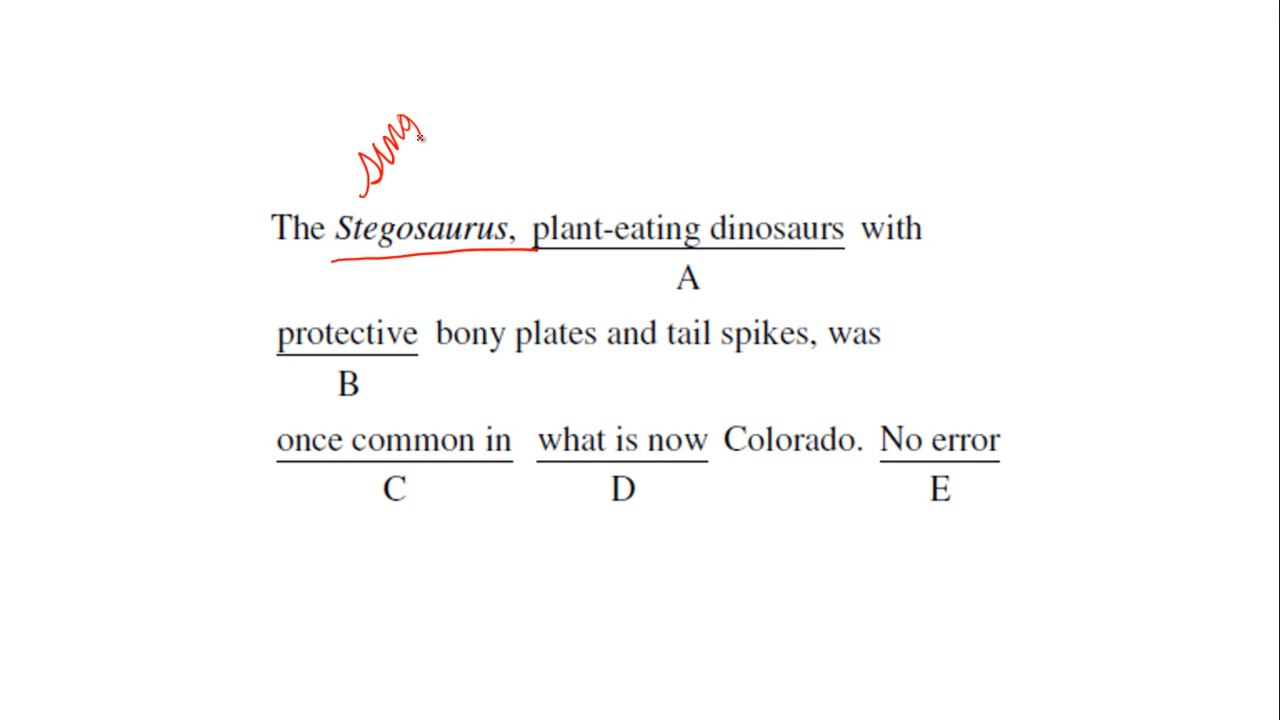 sing
The Stegosaurus, plant-eating dinosaurs with
A
protective bony plates and tail spikes, was
B
once common in what is now Colorado. No error
C D E